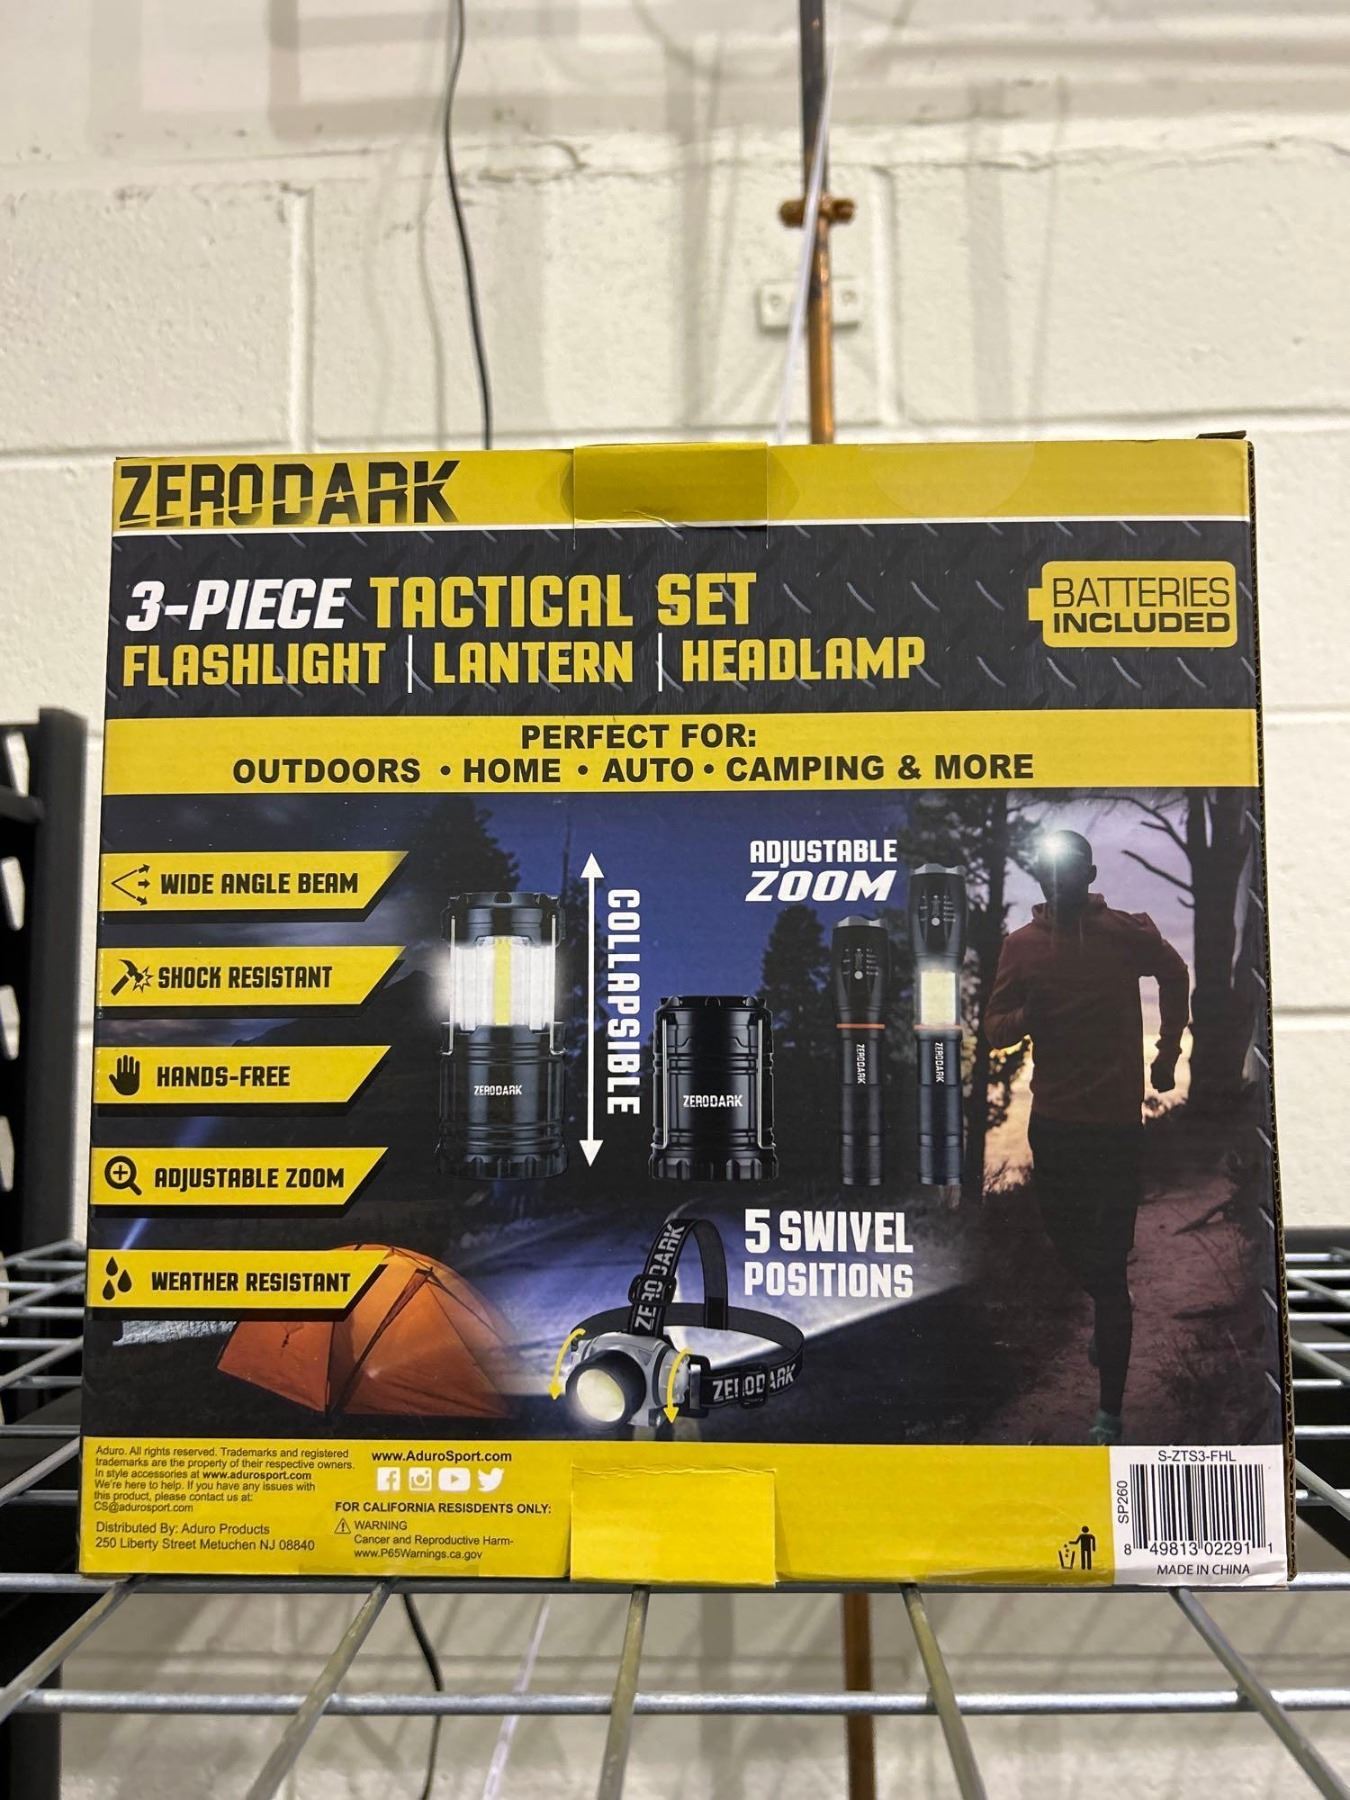 ZERODARK
3-PIECE TACTICAL SET
FLASHLIGHT | LANTERN | HEADLAMP
BATTERIES
INCLUDED
PERFECT FOR:
OUTDOORS • HOME • AUTO • CAMPING & MORE
WIDE ANGLE BEAM
SHOCK RESISTANT
HANDS-FREE
ADJUSTABLE ZOOM
WEATHER RESISTANT
COLLAPSIBLE
ZERODARK
ZERODARK
ADJUSTABLE
ZOOM
ZERODARK
ZERODARK
5 SWIVEL
POSITIONS
ZERODARK
ZERODARK
Aduro. All rights reserved. Trademarks and registered
trademarks are the property of their respective owners.
In style accessories at www.adurosport.com
We're here to help. If you have any issues with
this product, please contact us at:
CS@adurosport.com
Distributed By: Aduro Products
250 Liberty Street Metuchen NJ 08840
www.AduroSport.com
FOR CALIFORNIA RESISDENTS ONLY:
WARNING
Cancer and Reproductive Harm-
www.P65Warnings.ca.gov
S-ZTS3-FHL
SP260
8 49813 02291 1
MADE IN CHINA